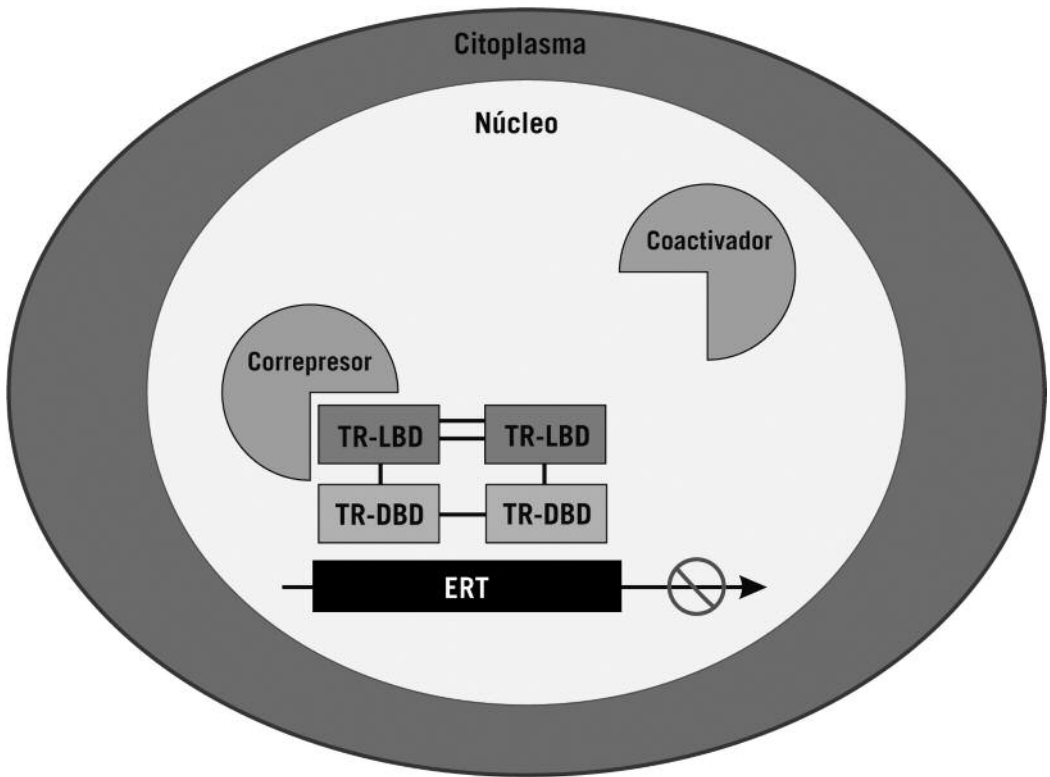 Citoplasma
Núcleo
Coactivador
Correpresor
TR-LBD
TR-LBD
TR-DBD
TR-DBD
ERT